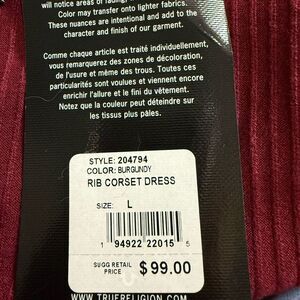 will notice areas of fading,
Color may transfer onto lighter fabrics.
These nuances are intentional and add to the
character and finish of our garment.
Comme chaque article est traité individuellement,
vous remarquerez des zones de décoloration,
de l'usure et même des trous. Toutes ces
particularités sont voulues et viennent encore
enrichir l'allure et le fini du vêtement.
Notez que la couleur peut déteindre sur
les tissus plus pâles.
STYLE: 204794
COLOR: BURGUNDY
RIB CORSET DRESS
SIZE: L
1 94922 22015 5
SUGG RETAIL
PRICE $99.00
WWW.TRUERELIGION.COM